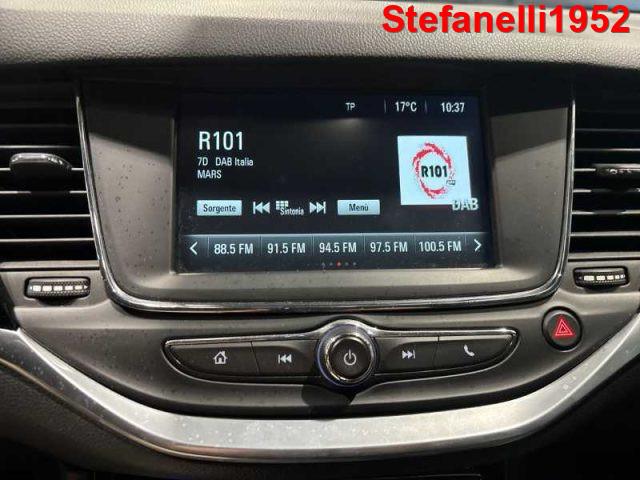 Stefanelli1952
TP 17°C 10:37
R101
7D DAB Italia
MARS
R101
DAB
Sorgente Sintonia Menù
88.5 FM 91.5 FM 94.5 FM 97.5 FM 100.5 FM